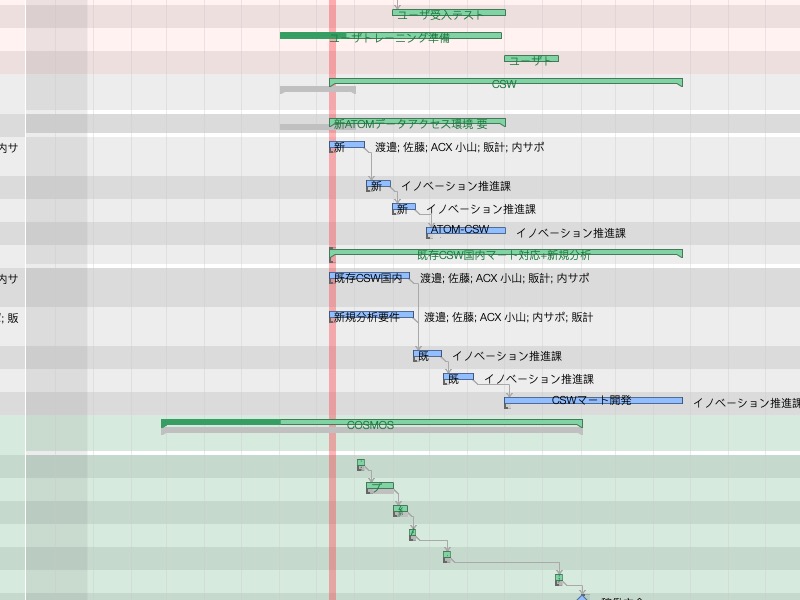 ユーザ受入テスト
ユーザトレーニング準備
ユーザト
CSW
新ATOMデータアクセス環境 要
内サ
新 渡邉; 佐藤; ACX 小山; 販計; 内サポ
新 イノベーション推進課
新 イノベーション推進課
ATOM-CSW イノベーション推進課
既存CSW国内マート対応+新規分析
内サ
既存CSW国内 渡邉; 佐藤; ACX 小山; 販計; 内サポ
; 販
新規分析要件 渡邉; 佐藤; ACX 小山; 内サポ; 販計
既 イノベーション推進課
既 イノベーション推進課
CSWマート開発 イノベーション推進課
COSMOS
プ